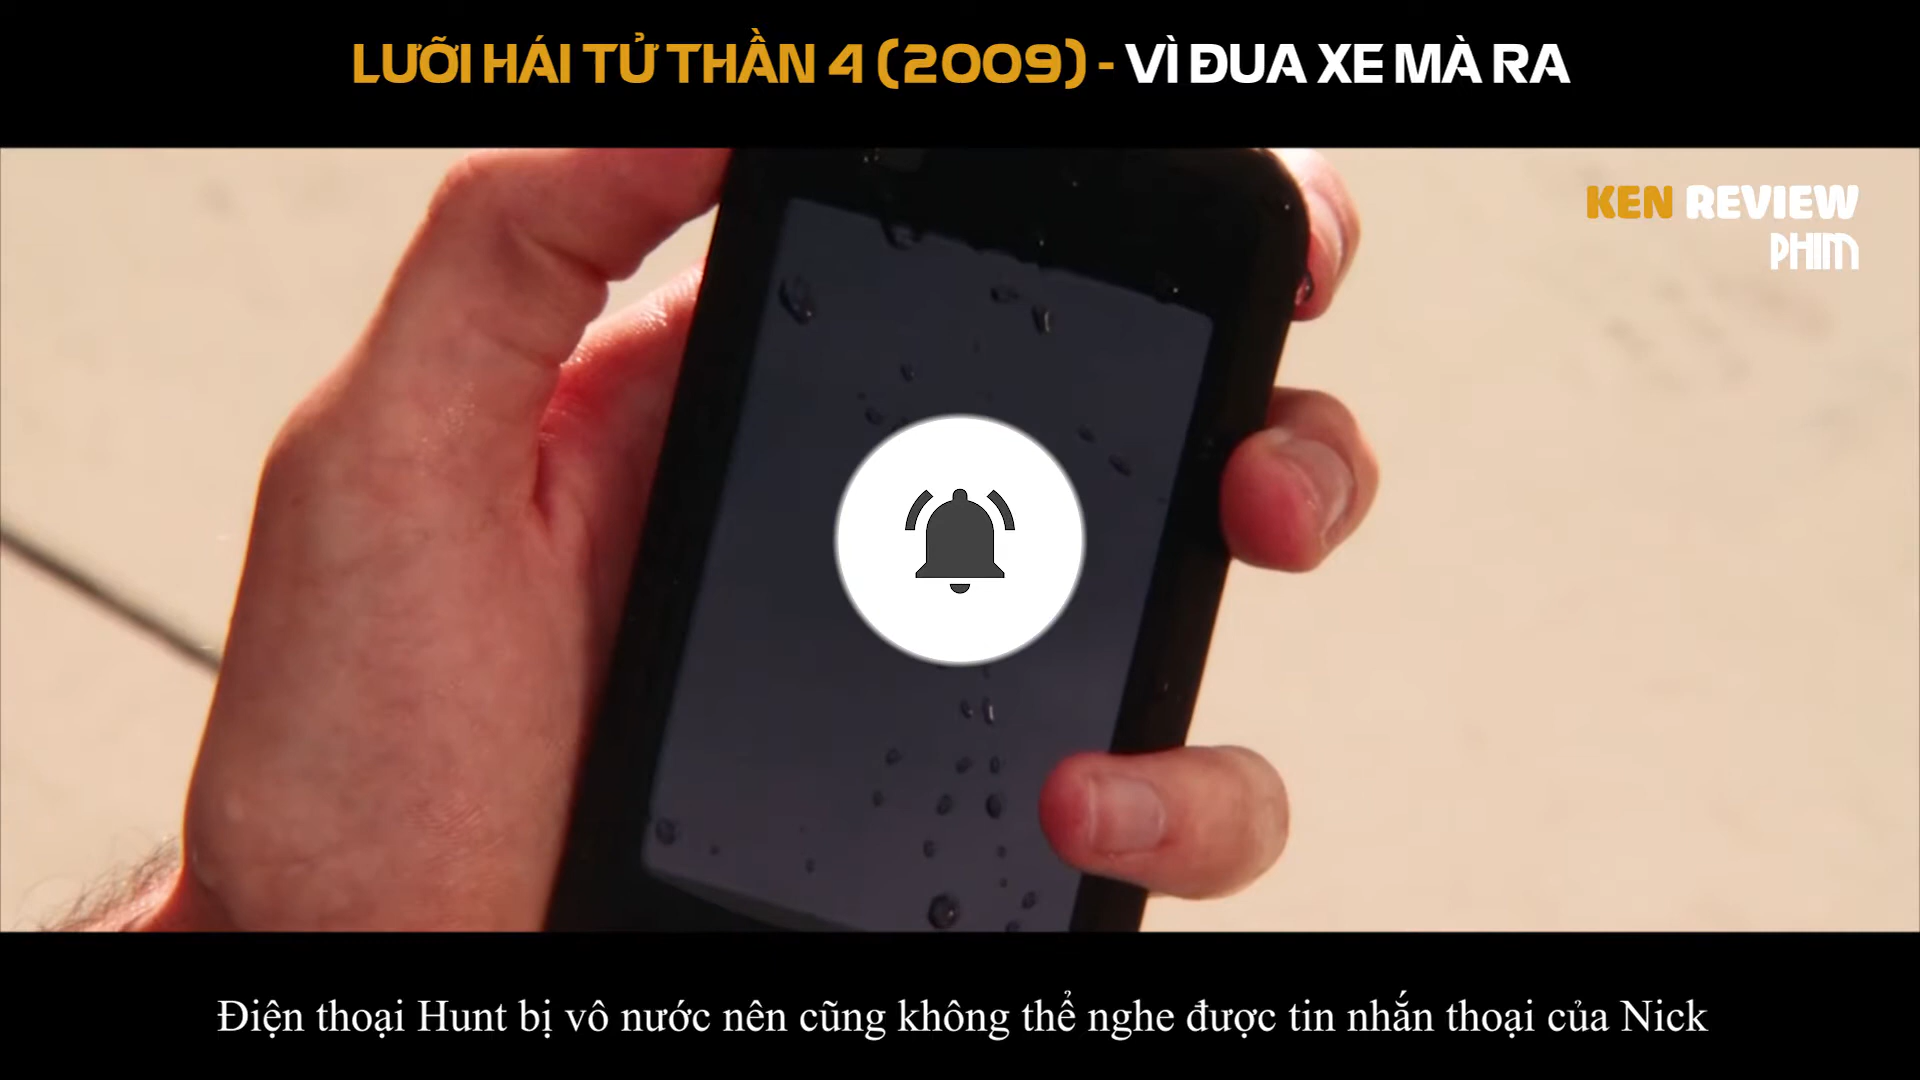 LƯỠI HÁI TỬ THẦN 4 (2009) - VÌ ĐUA XE MÀ RA
KEN REVIEW
PHIM
Điện thoại Hunt bị vô nước nên cũng không thể nghe được tin nhắn thoại của Nick